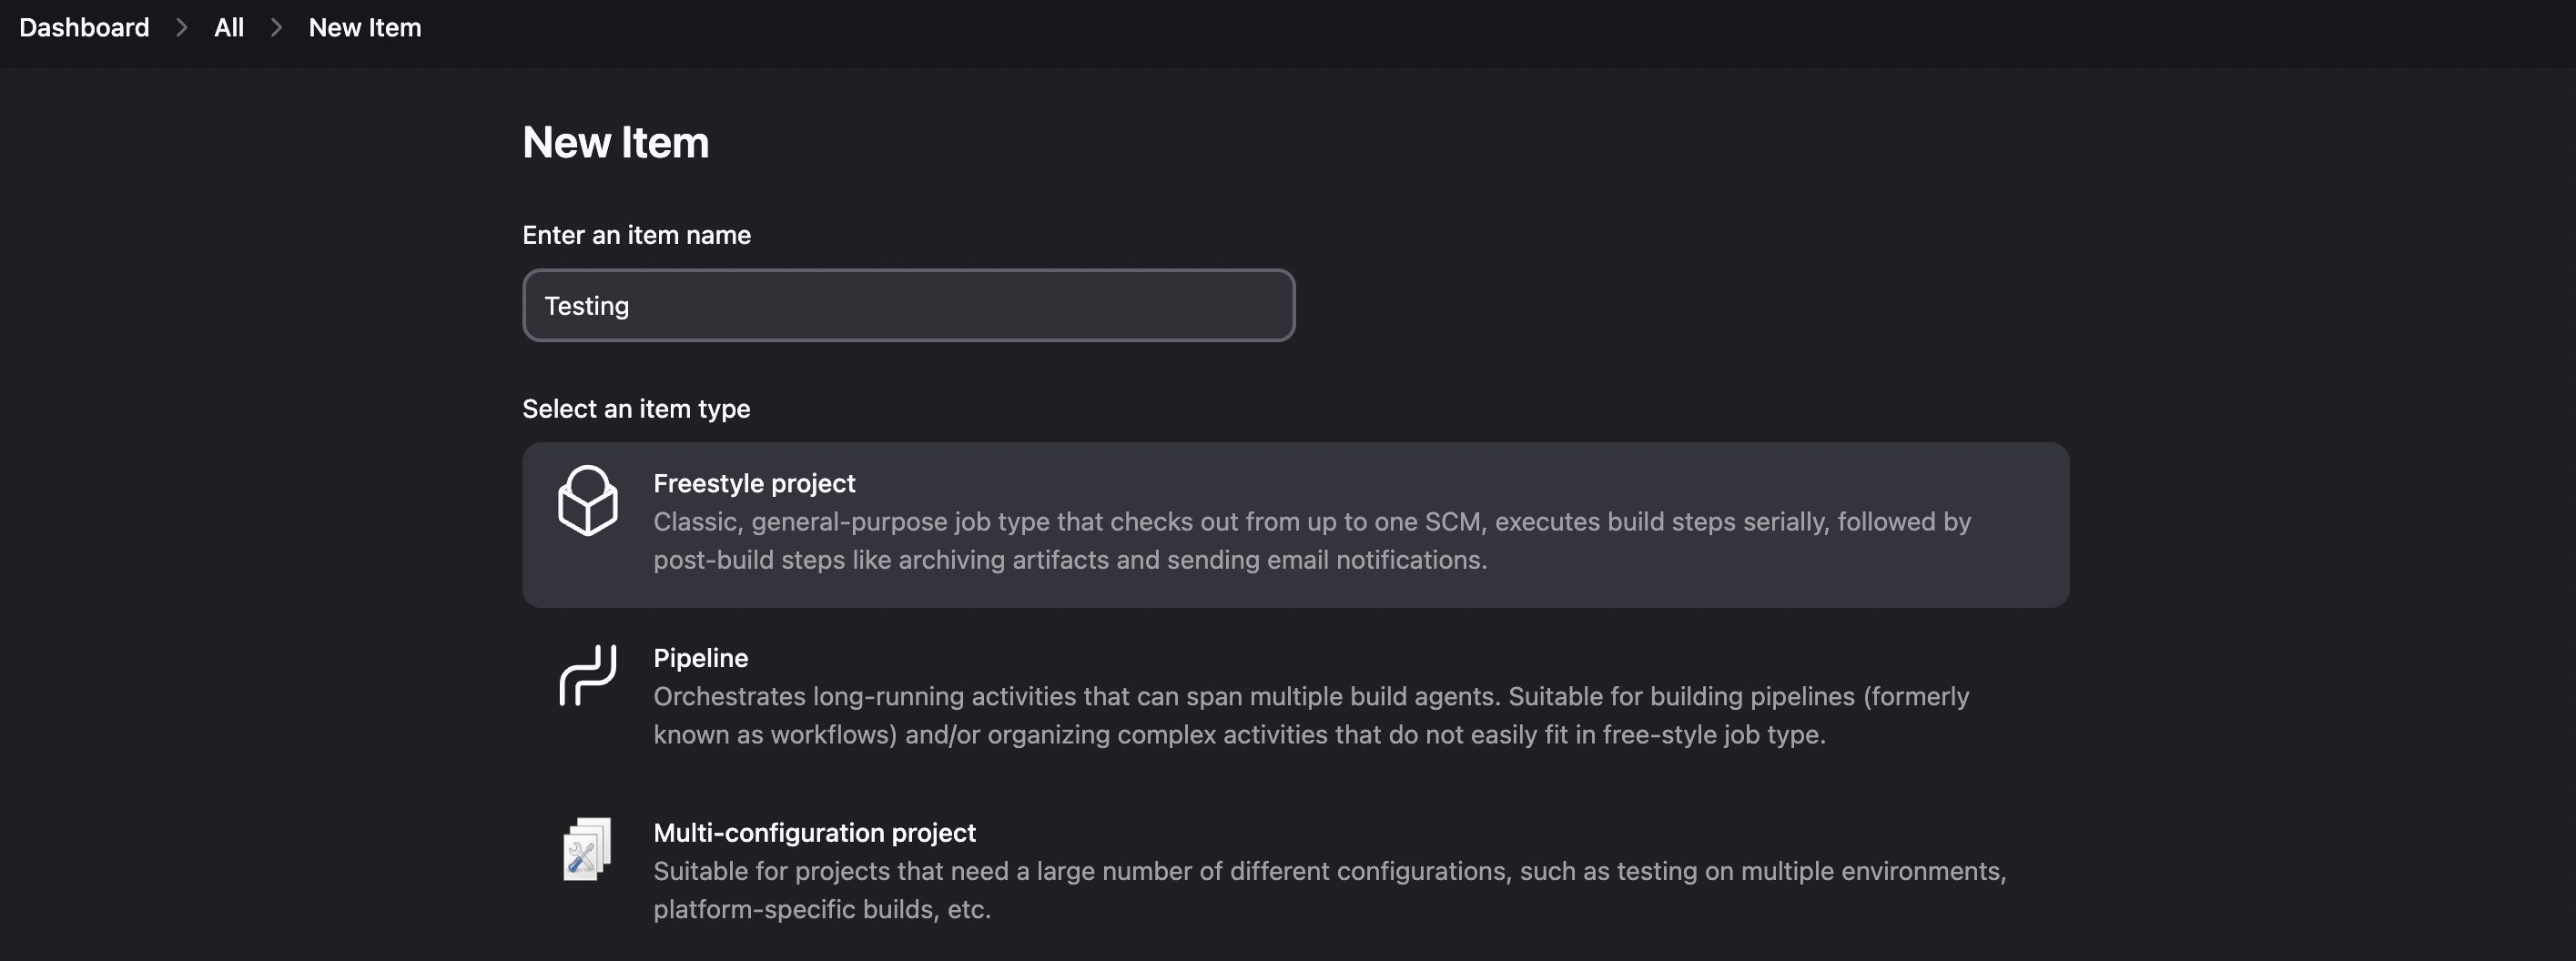 Dashboard > All > New Item
New Item
Enter an item name
Testing
Select an item type
Freestyle project
Classic, general-purpose job type that checks out from up to one SCM, executes build steps serially, followed by
post-build steps like archiving artifacts and sending email notifications.
Pipeline
Orchestrates long-running activities that can span multiple build agents. Suitable for building pipelines (formerly
known as workflows) and/or organizing complex activities that do not easily fit in free-style job type.
Multi-configuration project
Suitable for projects that need a large number of different configurations, such as testing on multiple environments,
platform-specific builds, etc.